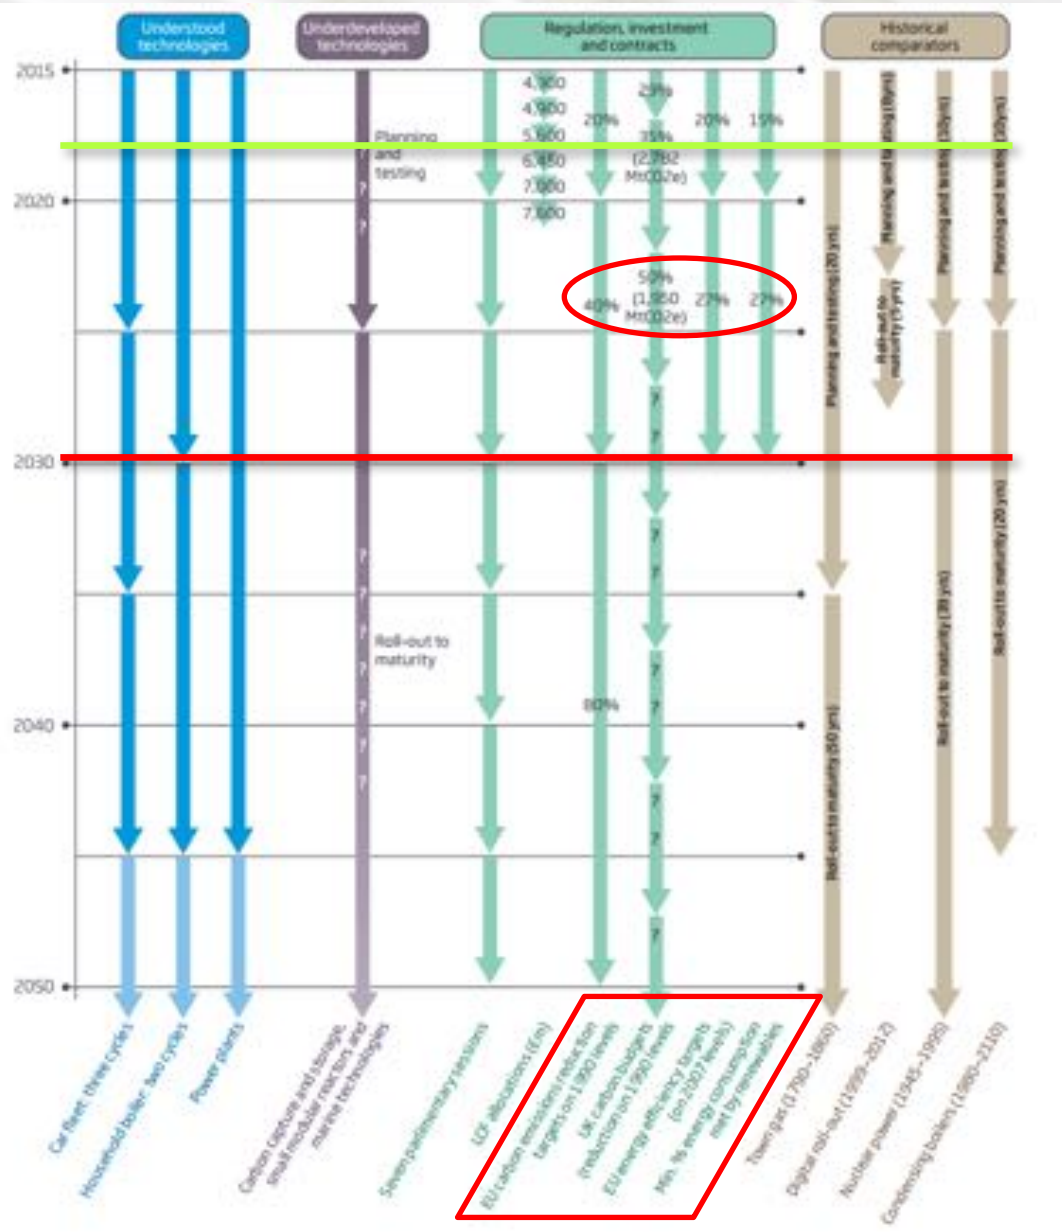 Understood
technologies
Underdeveloped
technologies
Regulation, investment
and contracts
Historical
comparators
2015
2020
2030
2040
2050
Planning
and
testing
?
?
?
Roll-out to
maturity
?
?
?
?
?
?
?
4,300
4,900
5,600
6,450
7,000
7,600
20%
40%
80%
35%
(2,782
MtCO2e)
50%
(1,950
MtCO2e)
?
?
?
?
?
?
?
?
?
20%
27%
15%
27%
Planning and testing (20 yrs)
Roll-out to maturity (50 yrs)
Planning and testing (8yrs)
Roll-out to
maturity (5 yrs)
Planning and testing (10yrs)
Roll-out to maturity (39 yrs)
Planning and testing (10yrs)
Roll-out to maturity (20 yrs)
Car fleet: three cycles
Household boiler: two cycles
Power plants
Carbon capture and storage,
small modular reactors and
marine technologies
Seven parliamentary sessions
LCF allocations (£m)
EU carbon emissions reduction
targets on 1990 levels
UK carbon budgets
(reduction on 1990 levels
EU energy efficiency targets
(on 2007 levels)
Min. % energy consumption
met by renewables
Town gas (1790-1860)
Digital roll-out (1999-2012)
Nuclear power (1945-1995)
Condensing boilers (1980-2110)